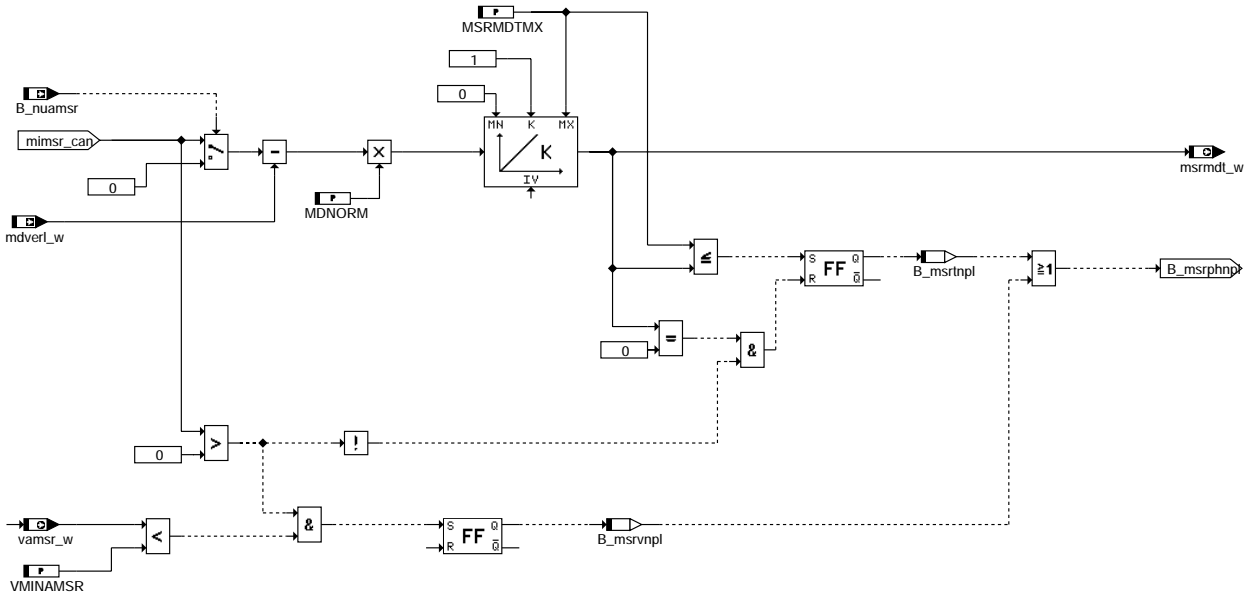 P
MSRMDTMX
1
0
B_nuamsr
mimsr_can
MN K MX
K
IV
0
msrmdt_w
P
MDNORM
mdverl_w
S Q
FF
R Q
B_msrtnpl
≥1
B_msrphnpl
≤
=
0
&
>
!
0
&
vamsr_w
<
S Q
FF
R Q
B_msrvnpl
P
VMINAMSR